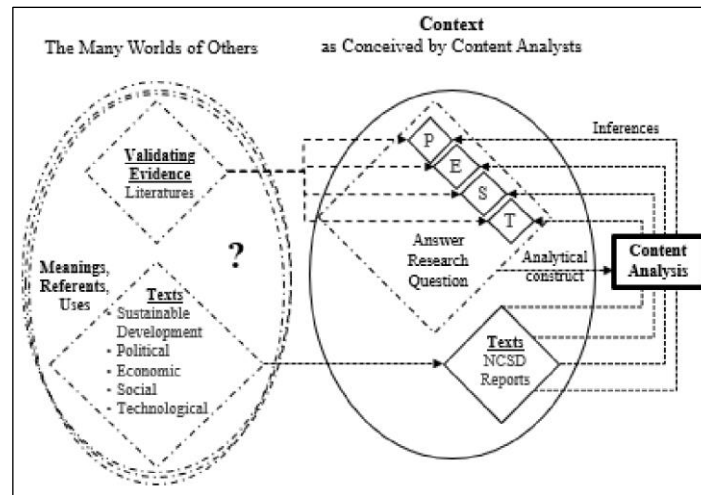 The Many Worlds of Others
Context
as Conceived by Content Analysts
Validating
Evidence
Literatures
?
Meanings,
Referents,
Uses
Texts
• Sustainable
Development
• Political
• Economic
• Social
• Technological
P
E
S
T
Inferences
Answer
Research
Question
Analytical
construct
Content
Analysis
Texts
NCSD
Reports